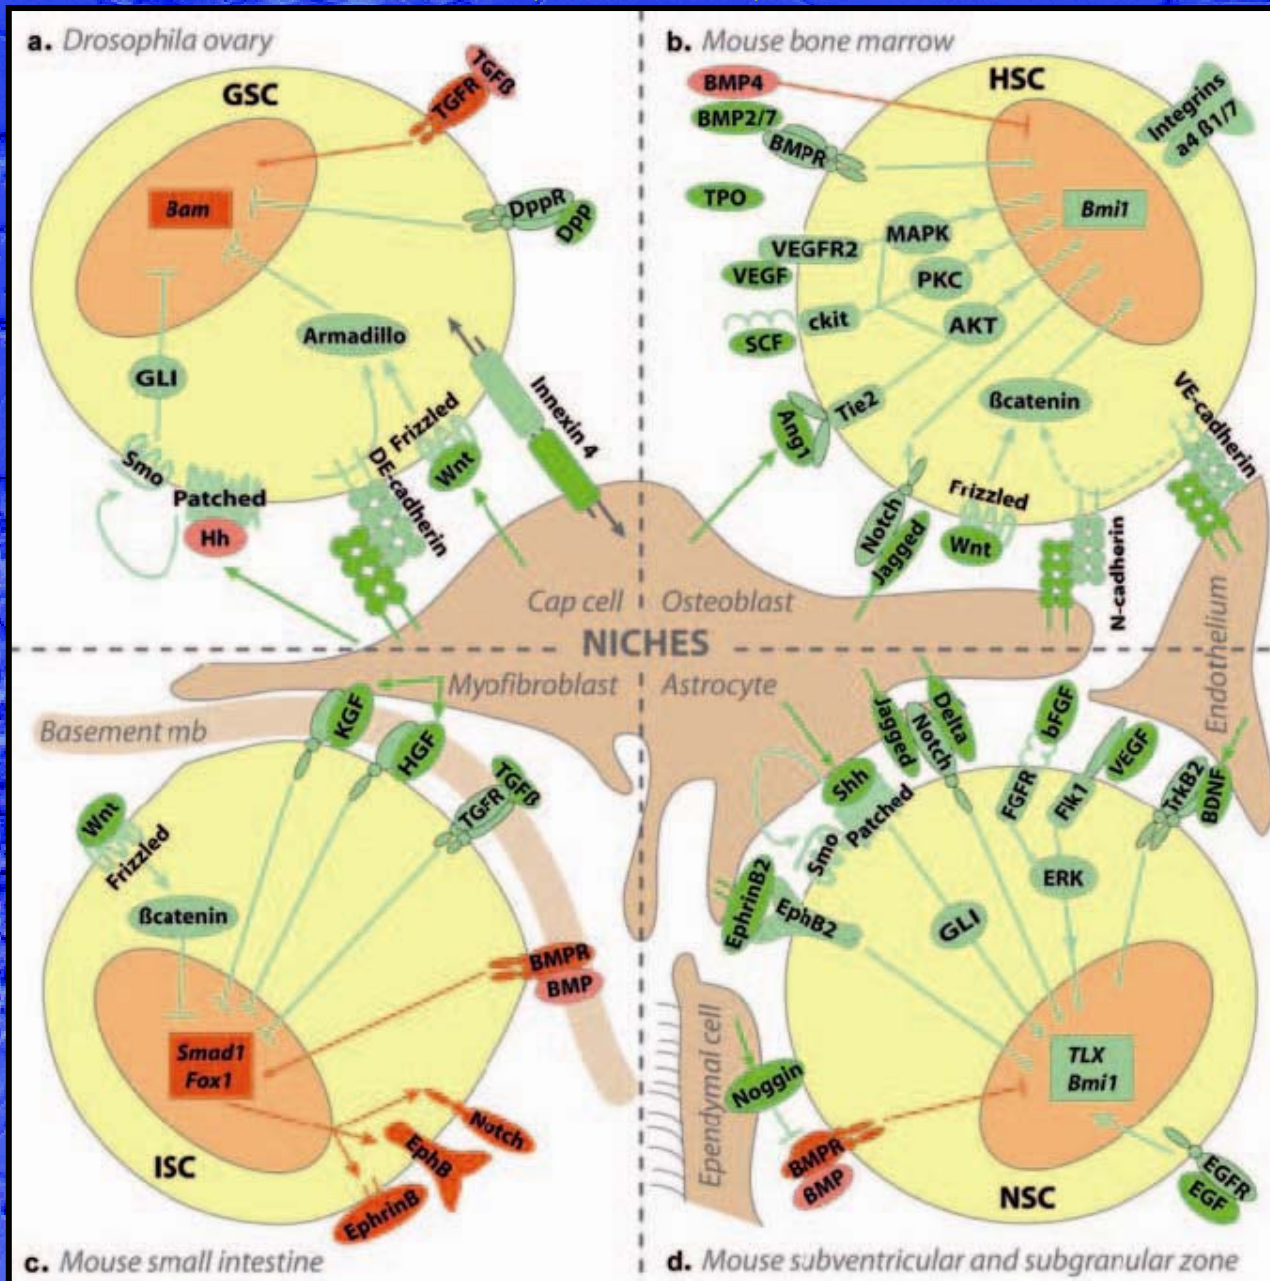 a. Drosophila ovary
GSC
TGFß
TGFR
Bam
DppR
Dpp
Armadillo
GLI
Smo
Patched
Hh
DE-cadherin
Frizzled
Wnt
Innexin 4
Cap cell
b. Mouse bone marrow
HSC
BMP4
BMP2/7
BMPR
Integrins
a4 ß1/7
TPO
Bmi1
VEGFR2
VEGF
MAPK
PKC
AKT
ckit
SCF
Tie2
Ang1
ßcatenin
VE-cadherin
Notch
Jagged
Frizzled
Wnt
N-cadherin
Osteoblast
Endothelium
NICHES
Myofibroblast
Basement mb
KGF
HGF
TGFß
TGFR
Wnt
Frizzled
ßcatenin
BMPR
BMP
Smad1
Fox1
Notch
EphB
EphrinB
ISC
c. Mouse small intestine
Astrocyte
Jagged
Notch
Delta
bFGF
FGFR
VEGF
Flk1
TrkB2
BDNF
Shh
Patched
Smo
EphrinB2
EphB2
GLI
ERK
Ependymal cell
Noggin
BMPR
BMP
TLX
Bmi1
EGFR
EGF
NSC
d. Mouse subventricular and subgranular zone